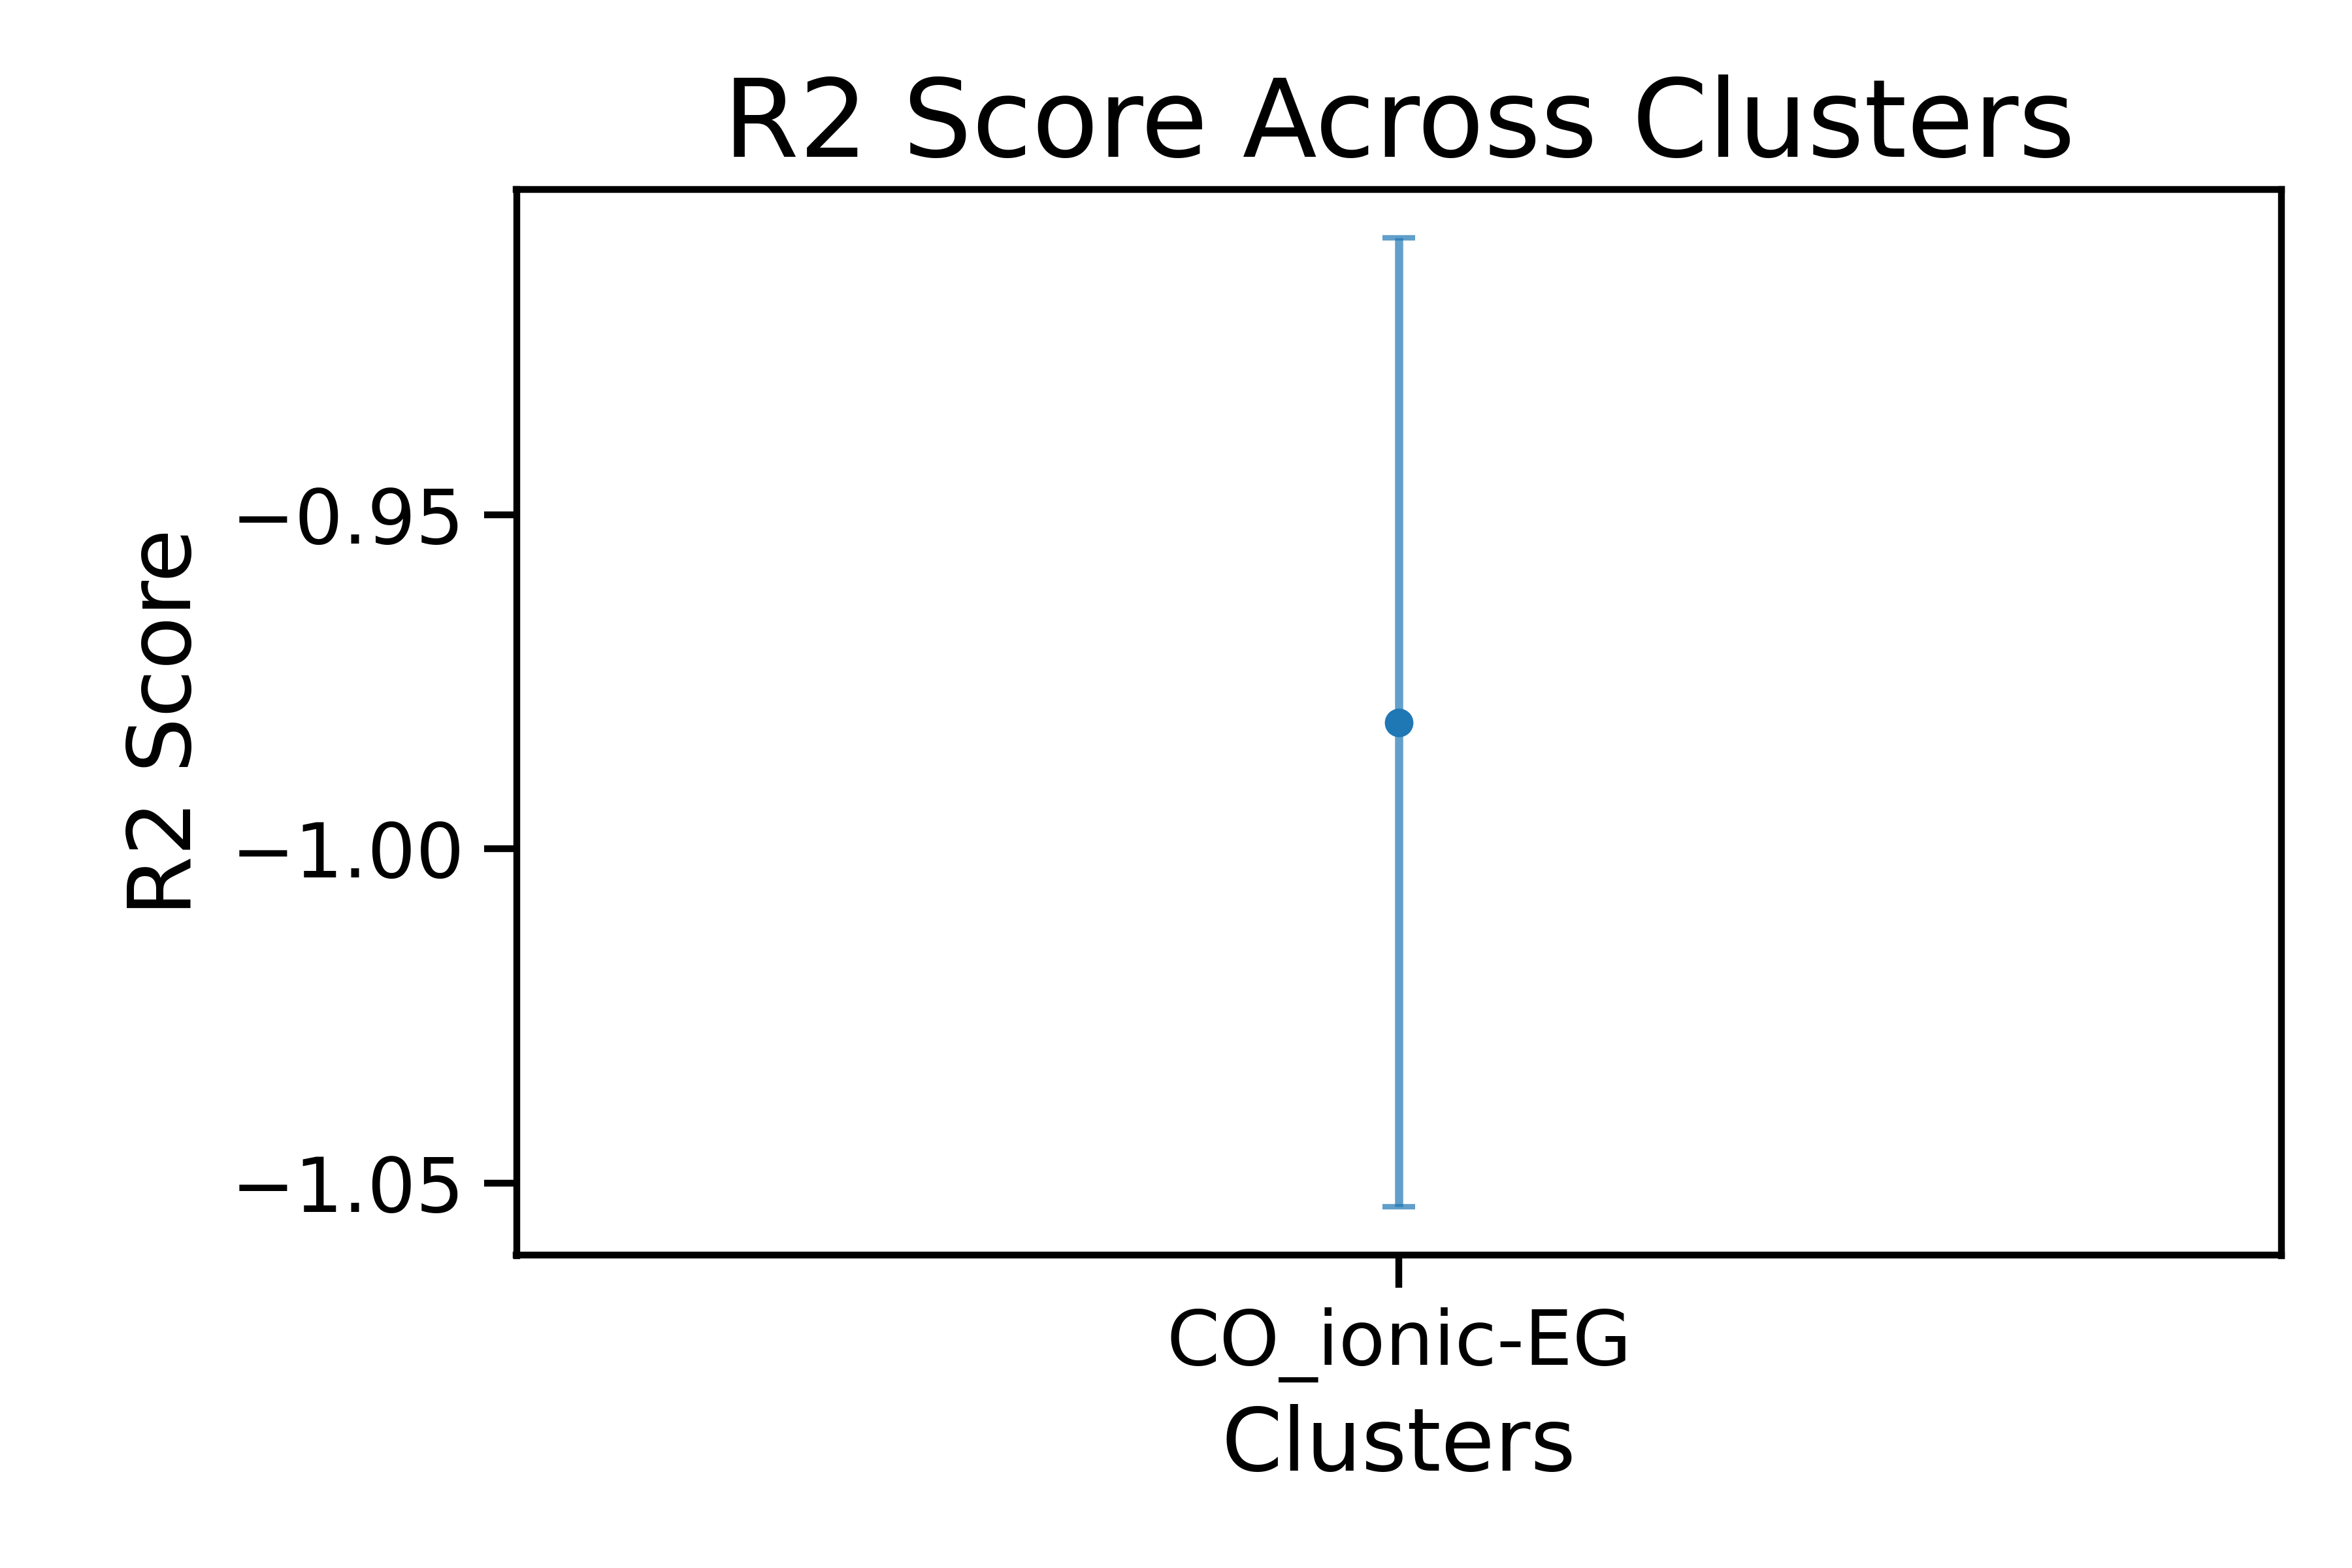 R2 Score Across Clusters
R2 Score
−0.95
−1.00
−1.05
CO_ionic-EG
Clusters